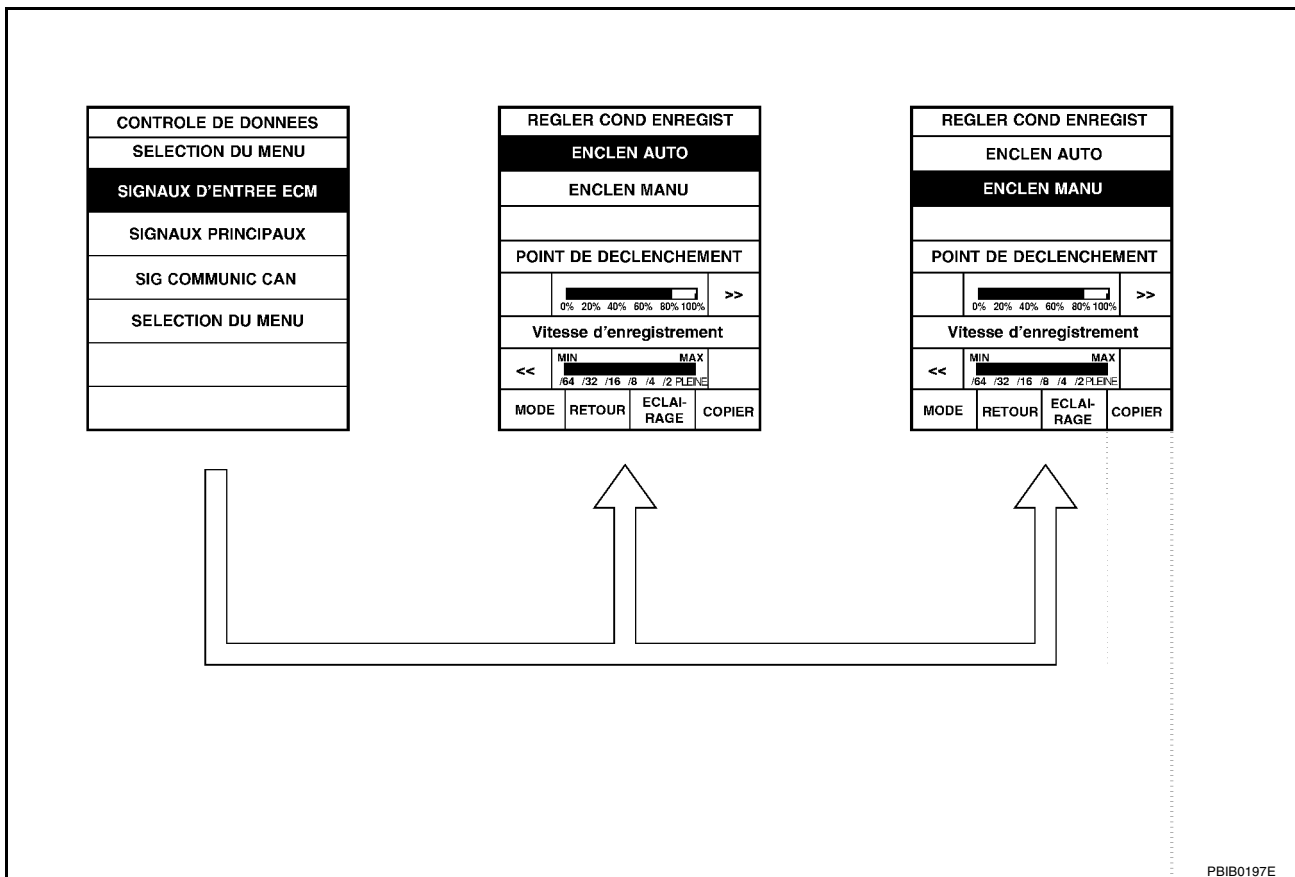 CONTROLE DE DONNEES
SELECTION DU MENU
SIGNAUX D'ENTREE ECM
SIGNAUX PRINCIPAUX
SIG COMMUNIC CAN
SELECTION DU MENU
REGLER COND ENREGIST
ENCLEN AUTO
ENCLEN MANU
POINT DE DECLENCHEMENT
>>
0% 20% 40% 60% 80% 100%
Vitesse d'enregistrement
MIN MAX
<<
/64 /32 /16 /8 /4 /2 PLEINE
MODE RETOUR ECLAI-
RAGE COPIER
REGLER COND ENREGIST
ENCLEN AUTO
ENCLEN MANU
POINT DE DECLENCHEMENT
>>
0% 20% 40% 60% 80% 100%
Vitesse d'enregistrement
MIN MAX
<<
/64 /32 /16 /8 /4 /2 PLEINE
MODE RETOUR ECLAI-
RAGE COPIER
PBIB0197E